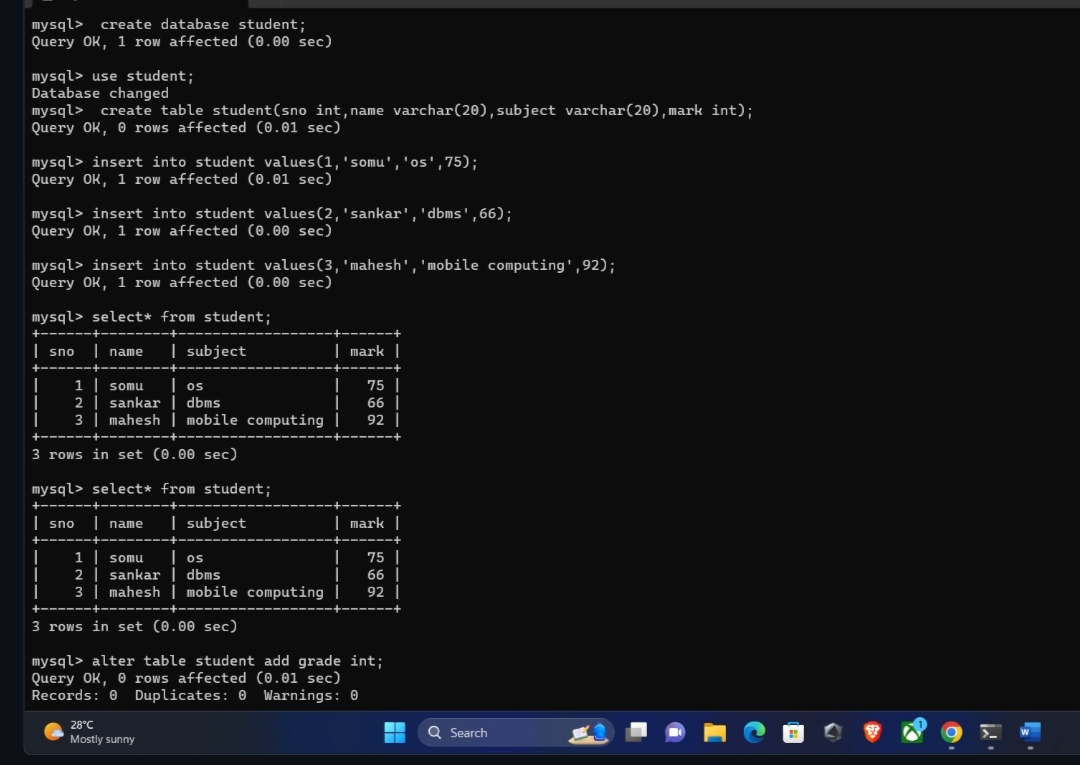 mysql>  create database student;
Query OK, 1 row affected (0.00 sec)

mysql> use student;
Database changed
mysql>  create table student(sno int,name varchar(20),subject varchar(20),mark int);
Query OK, 0 rows affected (0.01 sec)

mysql> insert into student values(1,'somu','os',75);
Query OK, 1 row affected (0.01 sec)

mysql> insert into student values(2,'sankar','dbms',66);
Query OK, 1 row affected (0.00 sec)

mysql> insert into student values(3,'mahesh','mobile computing',92);
Query OK, 1 row affected (0.00 sec)

mysql> select* from student;
+------+--------+------------------+------+
| sno  | name   | subject          | mark |
+------+--------+------------------+------+
|    1 | somu   | os               |   75 |
|    2 | sankar | dbms             |   66 |
|    3 | mahesh | mobile computing |   92 |
+------+--------+------------------+------+
3 rows in set (0.00 sec)

mysql> select* from student;
+------+--------+------------------+------+
| sno  | name   | subject          | mark |
+------+--------+------------------+------+
|    1 | somu   | os               |   75 |
|    2 | sankar | dbms             |   66 |
|    3 | mahesh | mobile computing |   92 |
+------+--------+------------------+------+
3 rows in set (0.00 sec)

mysql> alter table student add grade int;
Query OK, 0 rows affected (0.01 sec)
Records: 0  Duplicates: 0  Warnings: 0
28°C
Mostly sunny
Search
1
W